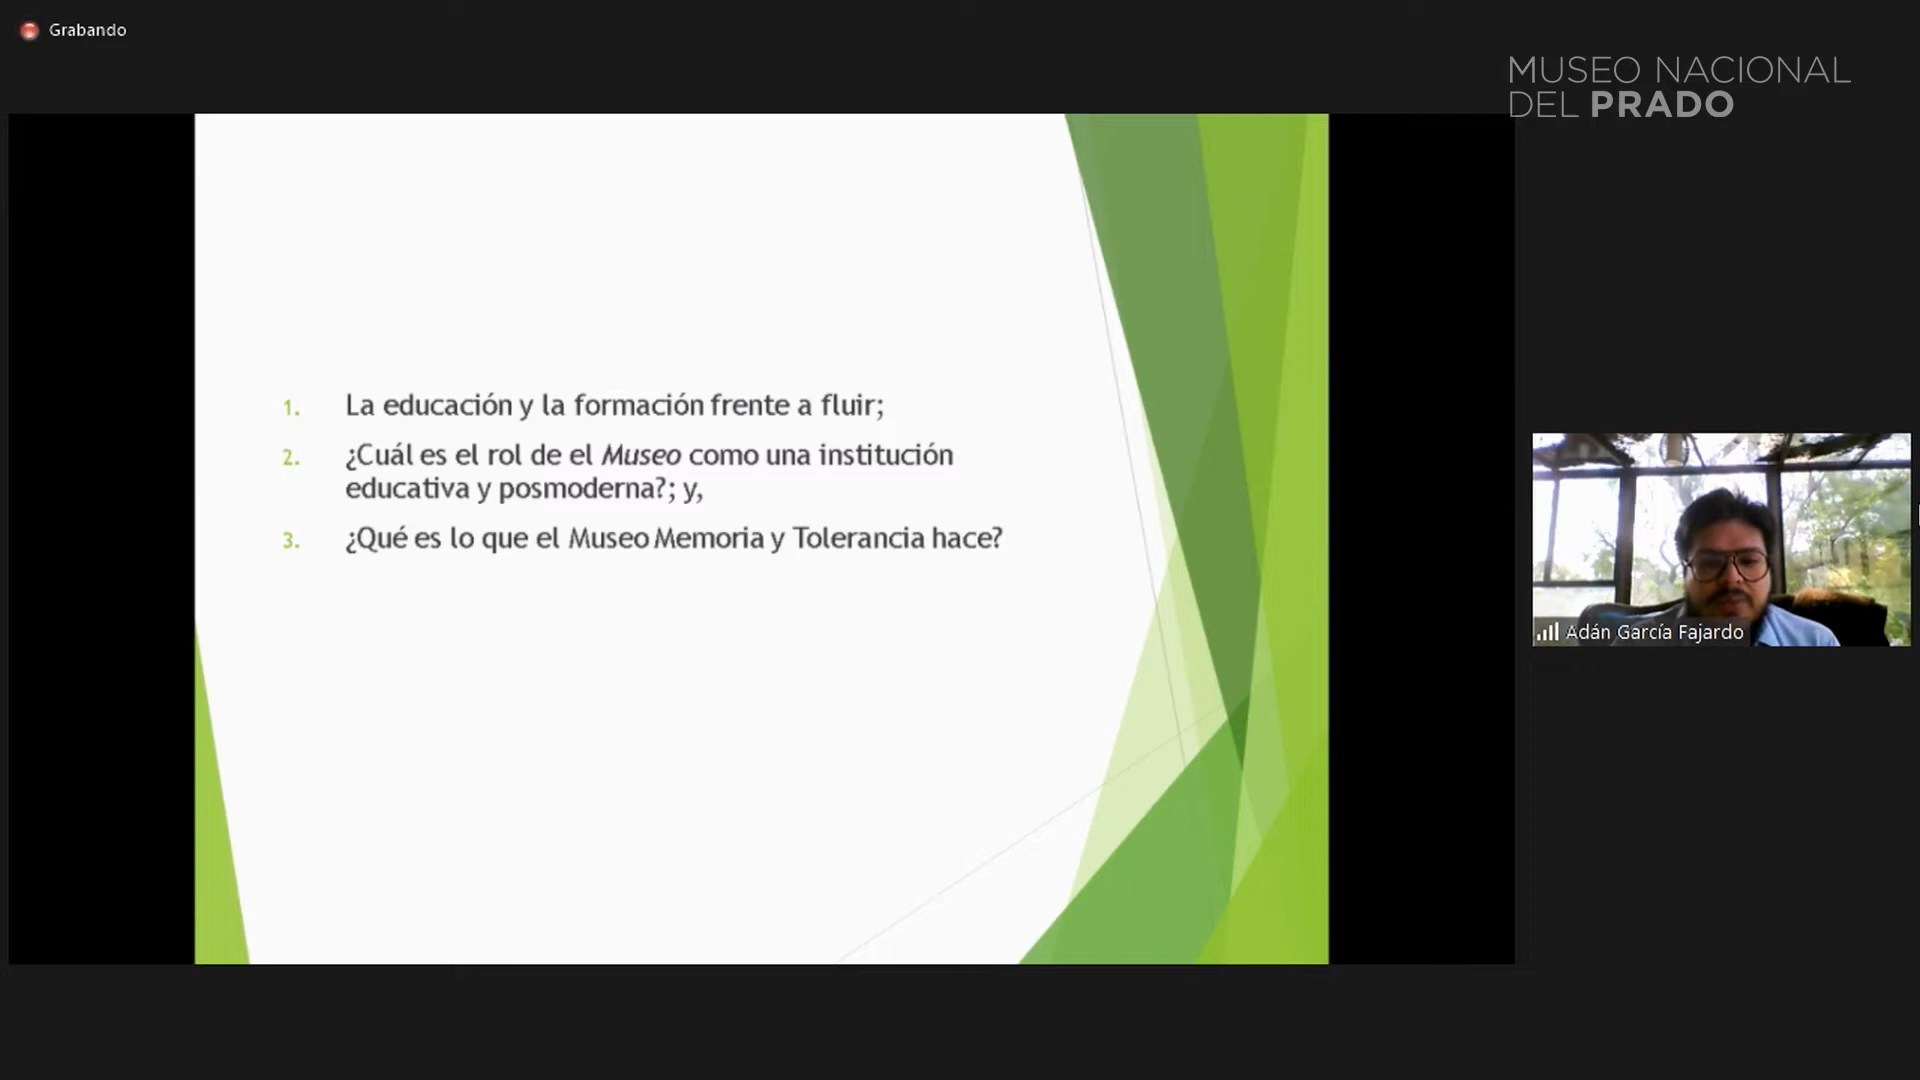 Grabando
MUSEO NACIONAL
DEL PRADO
1. La educación y la formación frente a fluir;
2. ¿Cuál es el rol de el Museo como una institución
educativa y posmoderna?; y,
3. ¿Qué es lo que el Museo Memoria y Tolerancia hace?
Adán García Fajardo